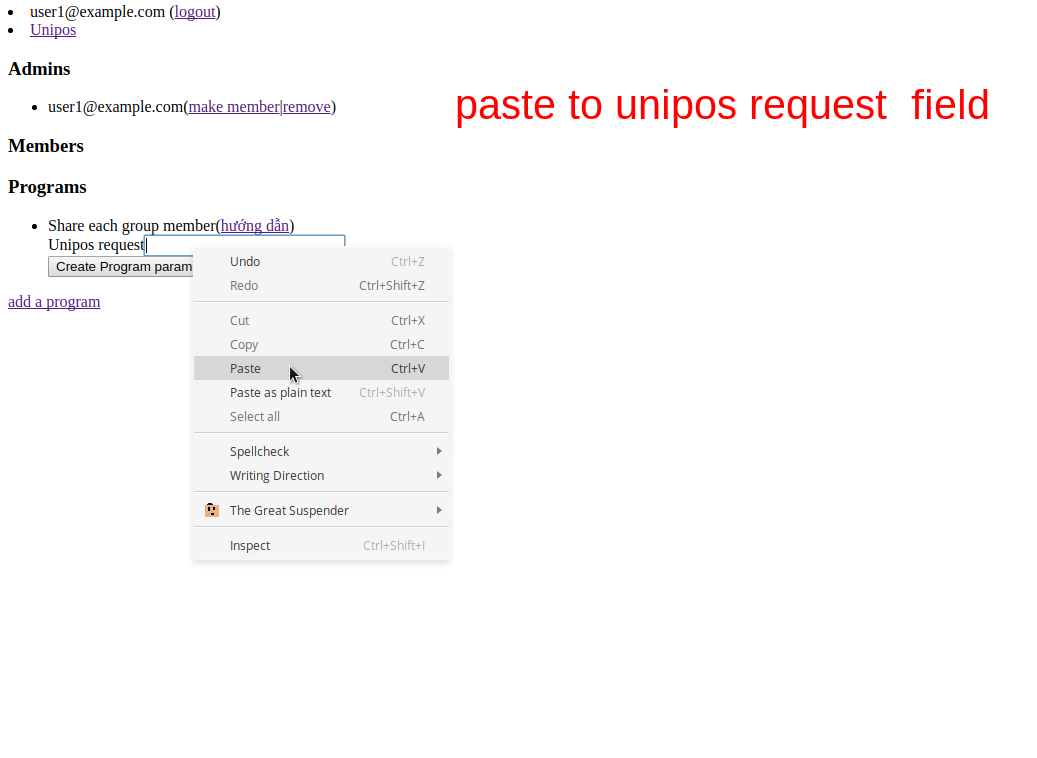 user1@example.com (logout)
Unipos
Admins
user1@example.com(make member|remove)
paste to unipos request field
Members
Programs
Share each group member(hướng dẫn)
Unipos request
Create Program param
add a program
Undo Ctrl+Z
Redo Ctrl+Shift+Z
Cut Ctrl+X
Copy Ctrl+C
Paste Ctrl+V
Paste as plain text Ctrl+Shift+V
Select all Ctrl+A
Spellcheck
Writing Direction
The Great Suspender
Inspect Ctrl+Shift+I